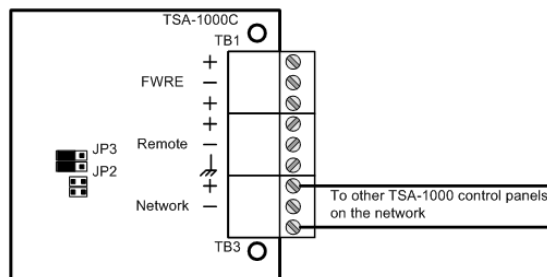 TSA-1000C
TB1
+
FWRE −
+
+
Remote −
+
Network −
TB3
JP3
JP2
To other TSA-1000 control panels
on the network